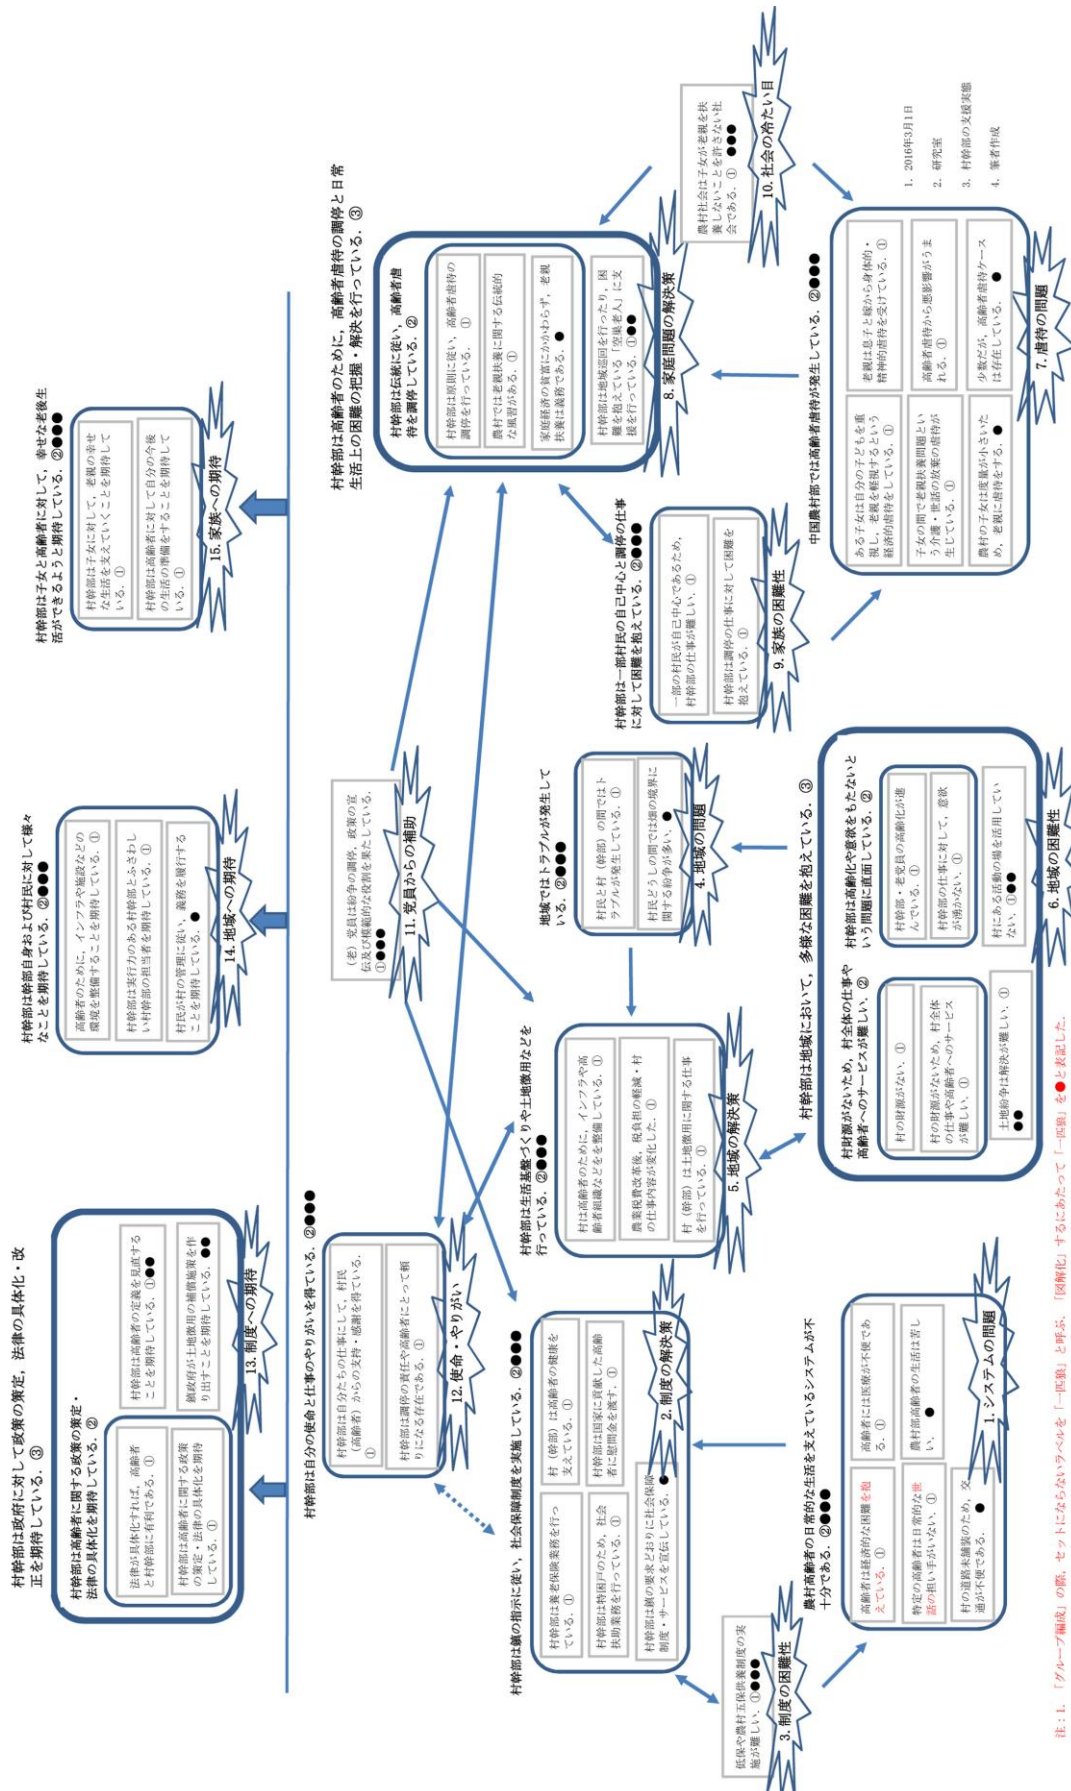 村幹部は政府に対して政策の策定，法律の具体化・改
正を期待している．③
村幹部は高齢者に関する政策の策定・
法律の具体化を期待している．②
法律が具体化すれば，高齢者
と村幹部に有利である．①
村幹部は高齢者に関する政策
の策定・法律の具体化を期待
している．①
村幹部は高齢者の定義を見直する
ことを期待している．①●●
鎮政府が土地徴用の補償施策を作
り出すことを期待している．●●
13. 制度への期待
村幹部は幹部自身および村民に対して様々
なことを期待している．②●●●
高齢者のために，インフラや施設などの
環境を整備することを期待している．①
村幹部は実行力のある村幹部とふさわし
い村幹部の担当者を期待している．①
村民が村の管理に従い，義務を履行する
ことを期待している．●
14. 地域への期待
村幹部は子女と高齢者に対して，幸せな老後生
活ができるようと期待している．②●●●
村幹部は子女に対して，老親の幸せ
な生活を支えていくことを期待して
いる．①
村幹部は高齢者に対して自分の今後
の生活の準備をすることを期待して
いる．①
15. 家族への期待
村幹部は自分の使命と仕事のやりがいを得ている．②●●●
村幹部は自分たちの仕事にして，村民
（高齢者）からの支持・感謝を得ている．
①
村幹部は調停の責任や高齢者にとって頼
りになる存在である．①
12. 使命・やりがい
（老）党員は紛争の調停，政策の宣
伝及び模範的な役割を果たしている．
①●●●
11. 党員からの補助
村幹部は高齢者のために，高齢者虐待の調停と日常
生活上の困難の把握・解決を行っている．③
村幹部は伝統に従い，高齢者虐
待を調停している．②
村幹部は原則に従い，高齢者虐待の
調停を行っている．①
農村では老親扶養に関する伝統的
な風習がある．①
家庭経済の貧富にかかわらず，老親
扶養は義務である．●
村幹部は地域巡回を行ったり，困
難を抱えている「空巣老人」に支
援を行っている．①●●
8. 家庭問題の解決策
農村社会は子女が老親を扶
養しないことを許さない社
会である．①●●●
10. 社会の冷たい目
村幹部は鎮の指示に従い，社会保障制度を実施している．②●●●
村幹部は養老保険業務を行っ
ている．①
村幹部は特困戸のため，社会
扶助業務を行っている．①
村幹部は鎮の要求どおりに社会保障
制度・サービスを宣伝している．●
村（幹部）は高齢者の健康を
支えている．①
村幹部は国家に貢献した高齢
者に慰問金を渡す．①
2. 制度の解決策
村幹部は生活基盤づくりや土地徴用などを
行っている．②●●●
村は高齢者のために，インフラや高
齢者組織などを整備している．①
農業税費改革後，税負担の軽減・村
の仕事内容が変化した．①
村（幹部）は土地徴用に関する仕事
を行っている．①
5. 地域の解決策
地域ではトラブルが発生して
いる．②●●●
村民と村（幹部）の間ではト
ラブルが発生している．①
村民どうしの間では畑の境界に
関する紛争が多い．●
4. 地域の問題
村幹部は一部村民の自己中心と調停の仕事
に対して困難を抱えている．②●●●
一部の村民が自己中心であるため，
村幹部の仕事が難しい．①
村幹部は調停の仕事に対して困難を
抱えている．①
9. 家族の困難性
低保や農村五保供養制度の実
施が難しい．①●●●
3. 制度の困難性
農村高齢者の日常的な生活を支えているシステムが不
十分である．②●●●
高齢者は経済的な困難を抱
えている．①
特定の高齢者は日常的な世
話の担い手がいない．①
村の道路未舗装のため，交
通が不便である．●
高齢者には医療が不便であ
る．①
農村部高齢者の生活は苦し
い．●
1. システムの問題
村幹部は地域において，多様な困難を抱えている．③
村財源がないため，村全体の仕事や
高齢者へのサービスが難しい．②
村の財源がない．①
村の財源がないため，村全体
の仕事や高齢者へのサービス
が難しい．①
土地紛争は解決が難しい．①
●●
村幹部は高齢化や意欲をもたないと
いう問題に直面している．②
村幹部・老党員の高齢化が進
んでいる．①
村幹部の仕事に対して，意欲
が湧かない．①
村にある活動の場を活用してい
ない．①●●
6. 地域の困難性
中国農村部では高齢者虐待が発生している．②●●●
ある子女は自分の子どもを重
視し，老親を軽視するという
経済的虐待をしている．①
子女の間で老親扶養問題とい
う介護・世話の放棄の虐待が
生じている．①
農村の子女は度量が小さいた
め，老親に虐待をする．●
老親は息子と嫁から身体的・
精神的虐待を受けている．①
高齢者虐待から悪影響がうま
れる．①
少数だが，高齢者虐待ケース
は存在している．●
7. 虐待の問題
1. 2016年3月1日
2. 研究室
3. 村幹部の支援実態
4. 筆者作成
注：1. 「グループ編成」の際，セットにならないラベルを「一匹狼」と呼ぶ．「図解化」するにあたって「一匹狼」を●と表記した．